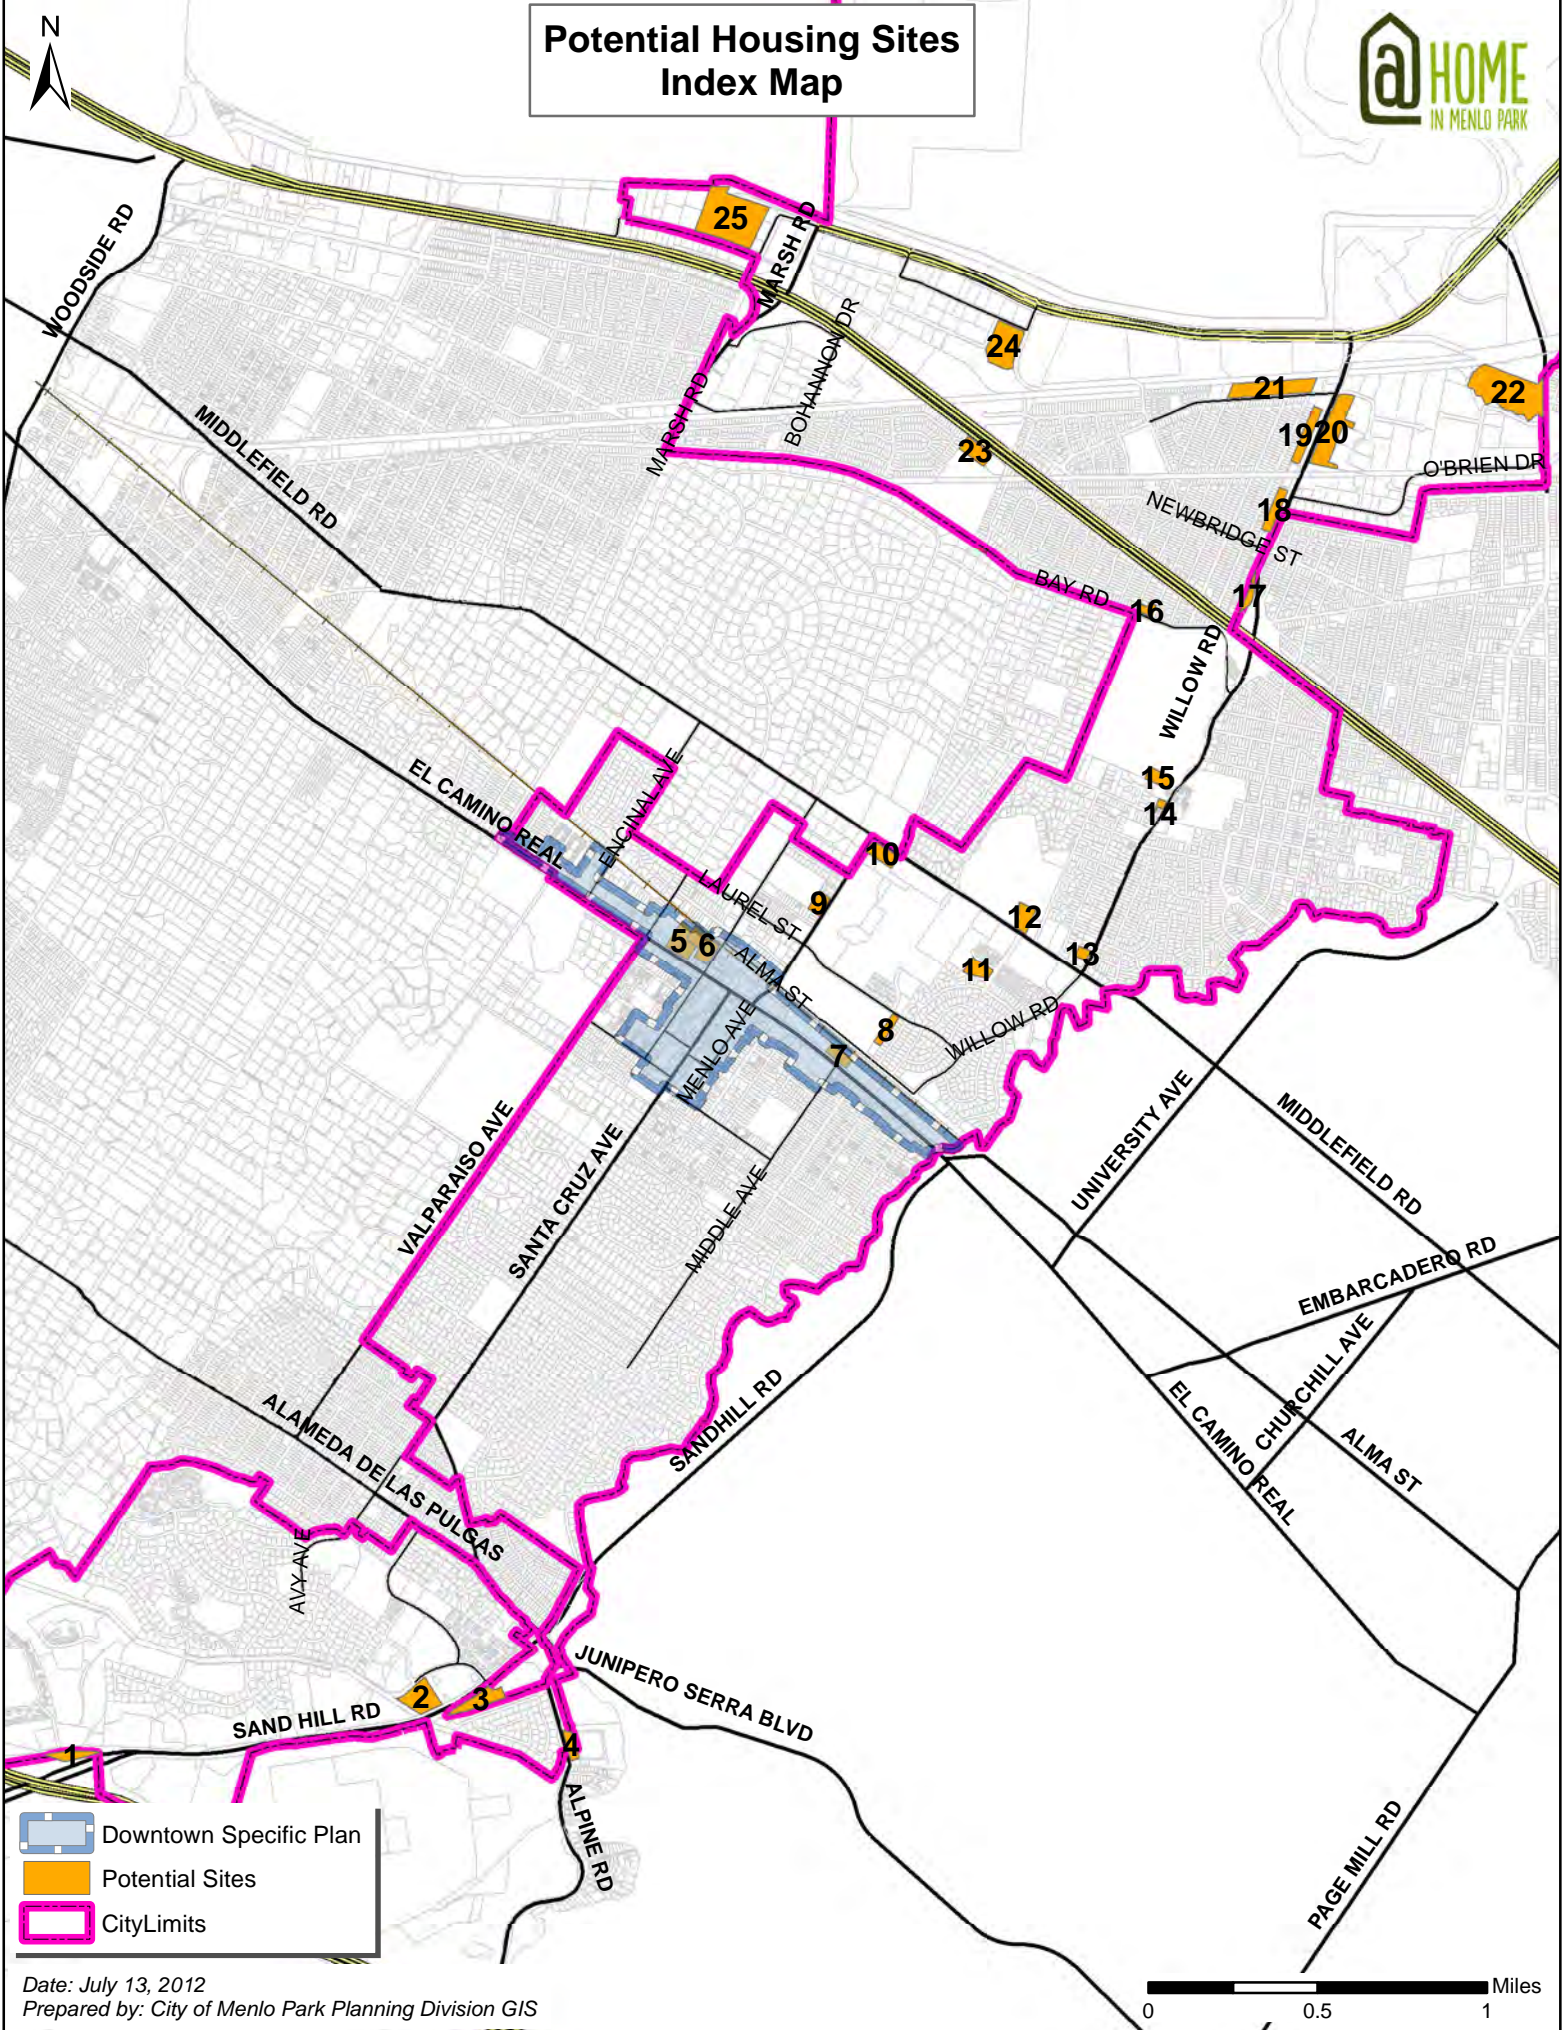 N
Potential Housing Sites
Index Map
@ HOME
IN MENLO PARK
WOODSIDE RD
25
MARSH RD
BOHANNON DR
24
21
22
MARSH RD
MIDDLEFIELD RD
23
19
20
O'BRIEN DR
18
NEWBRIDGE ST
BAY RD
16
17
WILLOW RD
EL CAMINO REAL
ENCINAL AVE
15
14
10
LAUREL ST
9
12
5
6
ALMA ST
11
13
MENLO AVE
8
WILLOW RD
7
UNIVERSITY AVE
MIDDLEFIELD RD
VALPARAISO AVE
SANTA CRUZ AVE
MIDDLE AVE
EMBARCADERO RD
CHURCHILL AVE
SANDHILL RD
EL CAMINO REAL
ALMA ST
ALAMEDA DE LAS PULGAS
AVY AVE
JUNIPERO SERRA BLVD
2
3
SAND HILL RD
1
4
ALPINE RD
PAGE MILL RD
Downtown Specific Plan
Potential Sites
CityLimits
Date: July 13, 2012
Prepared by: City of Menlo Park Planning Division GIS
Miles
0 0.5 1